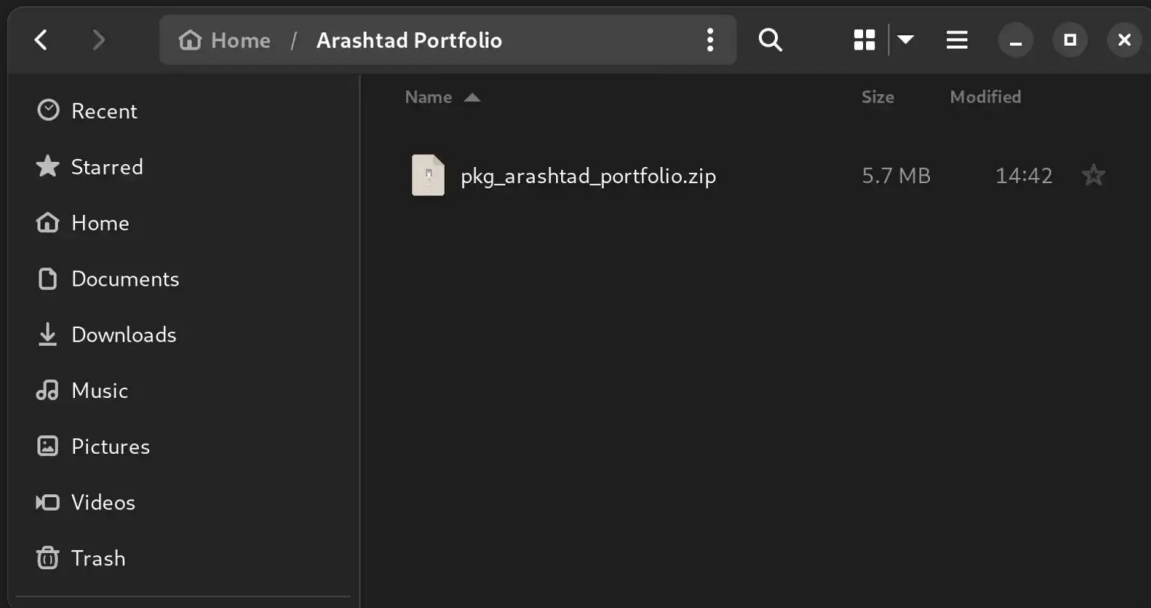 Home / Arashtad Portfolio
Recent
Starred
Home
Documents
Downloads
Music
Pictures
Videos
Trash
Name Size Modified
pkg_arashtad_portfolio.zip 5.7 MB 14:42